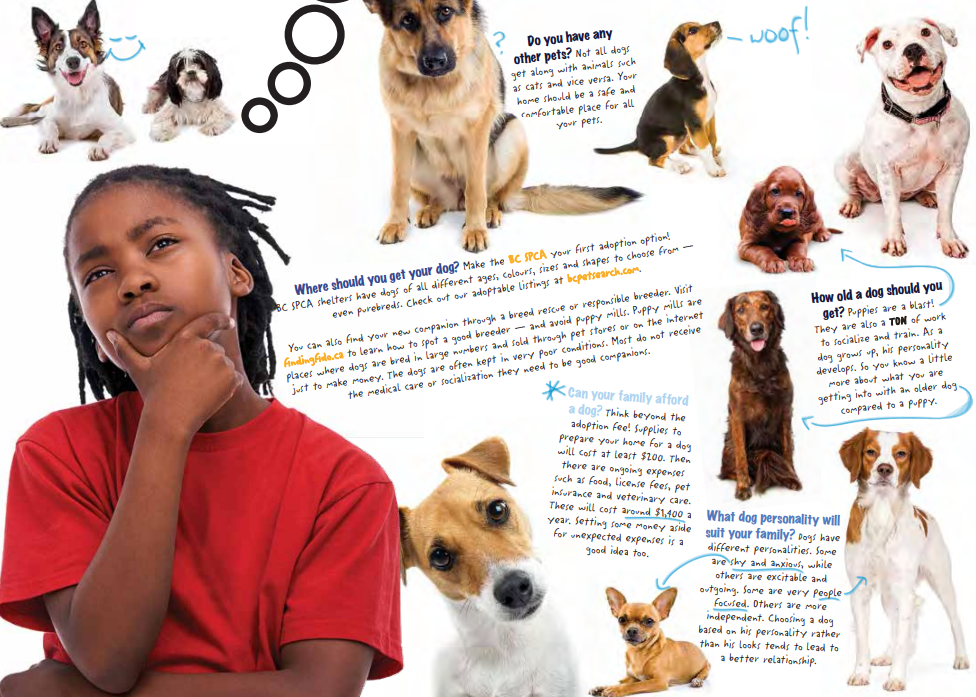 ?
Do you have any
other pets? Not all dogs
get along with animals such
as cats and vice versa. Your
home should be a safe and
comfortable place for all
your pets.
woof!
Where should you get your dog? Make the BC SPCA your first adoption option!
BC SPCA shelters have dogs of all different ages, colours, sizes and shapes to choose from —
even purebreds. Check out our adoptable listings at bcpetsearch.com.
You can also find your new companion through a breed rescue or responsible breeder. Visit
findingfido.ca to learn how to spot a good breeder — and avoid puppy mills. Puppy mills are
places where dogs are bred in large numbers and sold through pet stores or on the internet
just to make money. The dogs are often kept in very poor conditions. Most do not receive
the medical care or socialization they need to be good companions.
How old a dog should you
get? Puppies are a blast!
They are also a TON of work
to socialize and train. As a
dog grows up, his personality
develops. So you know a little
more about what you are
getting into with an older dog
compared to a puppy.
Can your family afford
a dog? Think beyond the
adoption fee! Supplies to
prepare your home for a dog
will cost at least $200. Then
there are ongoing expenses
such as food, license fees, pet
insurance and veterinary care.
These will cost around $1,400 a
year. Setting some money aside
for unexpected expenses is a
good idea too.
What dog personality will
suit your family? Dogs have
different personalities. Some
are shy and anxious, while
others are excitable and
outgoing. Some are very people
focused. Others are more
independent. Choosing a dog
based on his personality rather
than his looks tends to lead to
a better relationship.